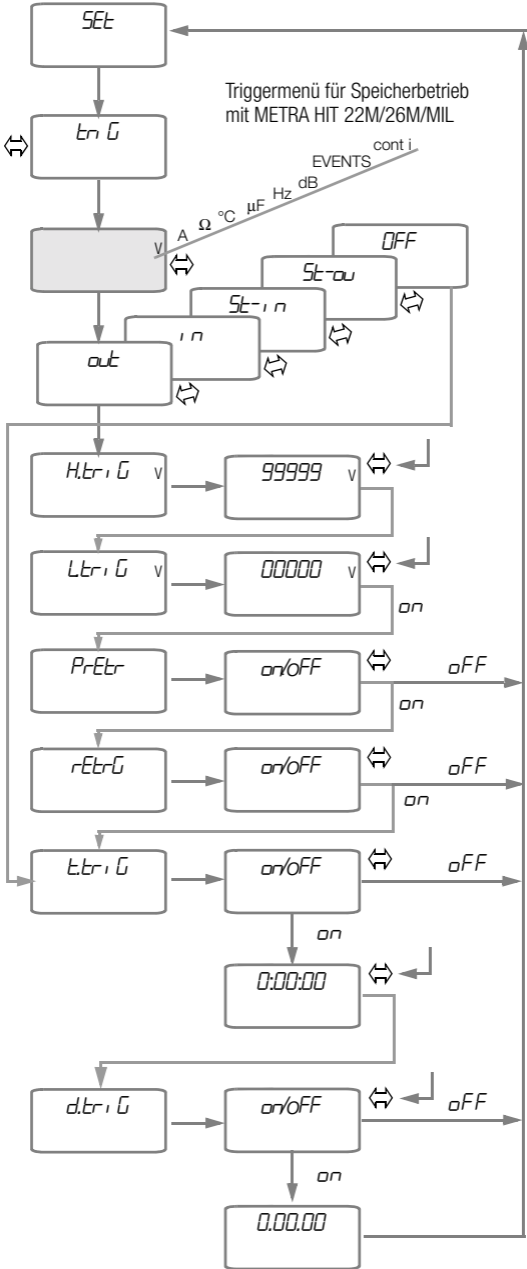 SEt
Triggermenü für Speicherbetrieb
mit METRA HIT 22M/26M/MIL
tri G
V A Ω °C µF Hz dB EVENTS cont i
OFF
St-ou
St-in
in
out
H.tri G V
99999 V
L.tri G V
00000 V
on
PrEtr
on/oFF
oFF
on
rEtrG
on/oFF
oFF
on
t.tri G
on/oFF
oFF
on
0:00:00
d.tri G
on/oFF
oFF
on
0.00.00